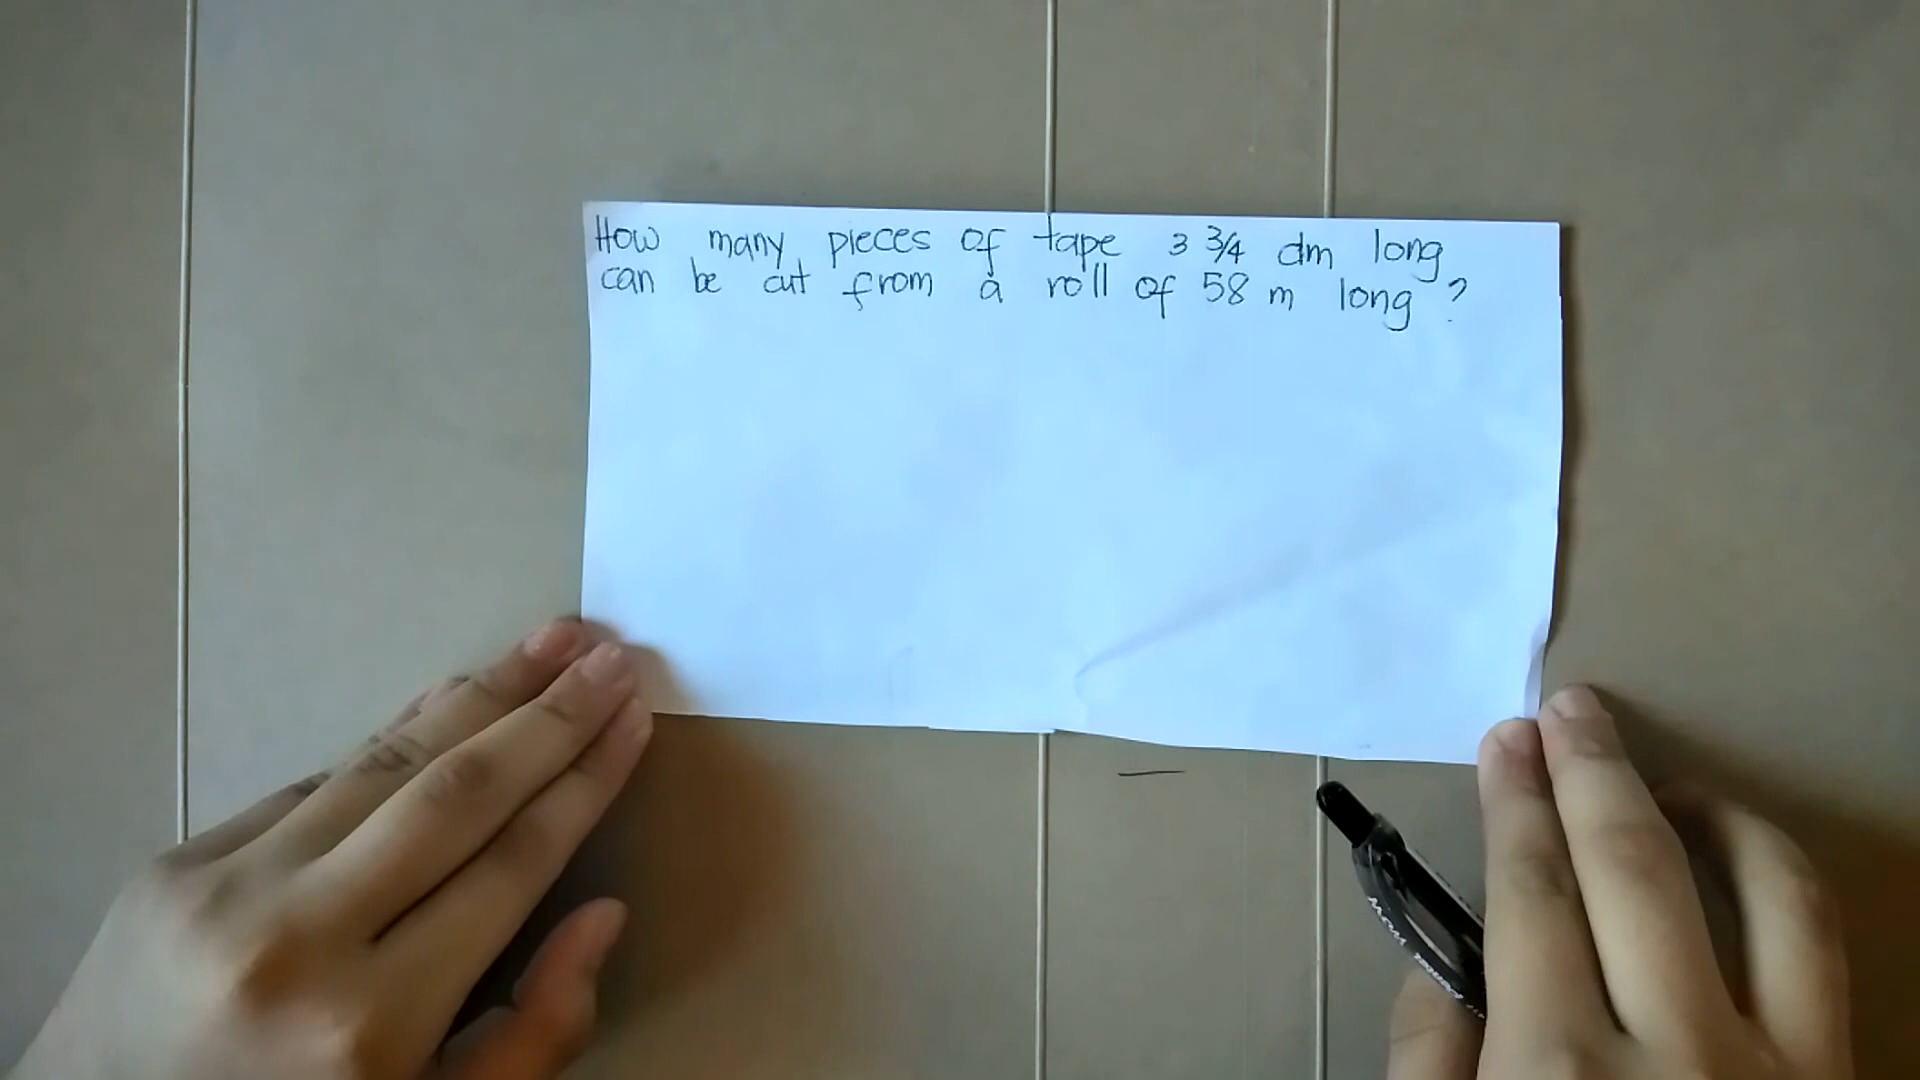 How many pieces of tape 3 3/4 dm long
can be cut from a roll of 58 m long ?